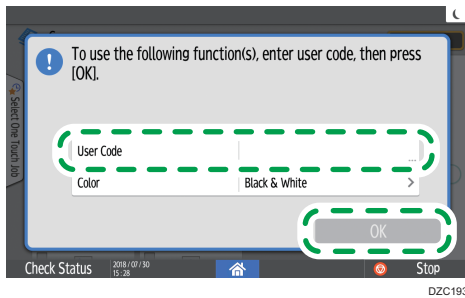 To use the following function(s), enter user code, then press
[OK].
Select One Touch Job
User Code
...
Color Black & White >
OK
Check Status 2018/07/30
15:28
Stop
DZC193